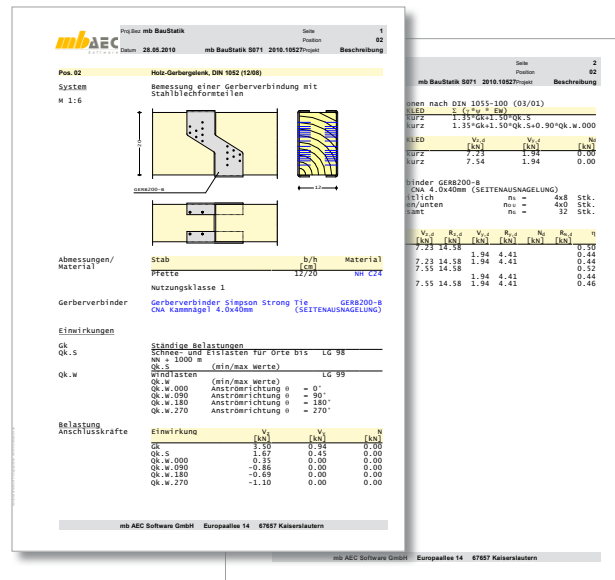 mb AEC
software
Proj.Bez mb BauStatik Seite 1
Position 02
Datum 28.05.2010 mb BauStatik S071 2010.10527 Projekt Beschreibung
Pos. 02 Holz-Gerbergelenk, DIN 1052 (12/08)
System Bemessung einer Gerberverbindung mit
Stahlblechformteilen
M 1:6
20
GERB200-B
12
Abmessungen/ Stab b/h Material
Material [cm]
Pfette 12/20 NH C24
Nutzungsklasse 1
Gerberverbinder Gerberverbinder Simpson Strong Tie GERB200-B
CNA Kammnägel 4.0x40mm (SEITENAUSNAGELUNG)
Einwirkungen
Gk Ständige Belastungen
Qk.S Schnee- und Eislasten für Orte bis LG 98
NN + 1000 m
Qk.S (min/max Werte)
Qk.W Windlasten LG 99
Qk.W (min/max Werte)
Qk.W.000 Anströmrichtung θ = 0°
Qk.W.090 Anströmrichtung θ = 90°
Qk.W.180 Anströmrichtung θ = 180°
Qk.W.270 Anströmrichtung θ = 270°
Belastung
Anschlusskräfte Einwirkung Vz Vy N
[kN] [kN] [kN]
Gk 3.50 0.94 0.00
Qk.S 1.67 0.45 0.00
Qk.W.000 0.35 0.00 0.00
Qk.W.090 -0.86 0.00 0.00
Qk.W.180 -0.69 0.00 0.00
Qk.W.270 -1.10 0.00 0.00
mb AEC Software GmbH Europaallee 14 67657 Kaiserslautern
Seite 2
Position 02
mb BauStatik S071 2010.10527 Projekt Beschreibung
onen nach DIN 1055-100 (03/01)
KLED Σ (γ*ψ * EW)
kurz 1.35*Gk+1.50*Qk.S
kurz 1.35*Gk+1.50*Qk.S+0.90*Qk.W.000
KLED Vz,d Vy,d Nd
[kN] [kN] [kN]
kurz 7.23 1.94 0.00
kurz 7.54 1.94 0.00
binder GERB200-B
CNA 4.0x40mm (SEITENAUSNAGELUNG)
itlich ns = 4x8 Stk.
on/unten nou = 4x0 Stk.
samt nG = 32 Stk.
Vz,d Rz,d Vy,d Ry,d Nd Rn,d η
[kN] [kN] [kN] [kN] [kN] [kN]
7.23 14.58 0.50
1.94 4.41 0.44
7.23 14.58 1.94 4.41 0.44
7.55 14.58 0.52
1.94 4.41 0.44
7.55 14.58 1.94 4.41 0.46
mb AEC Software GmbH Europaallee 14 67657 Kaiserslautern